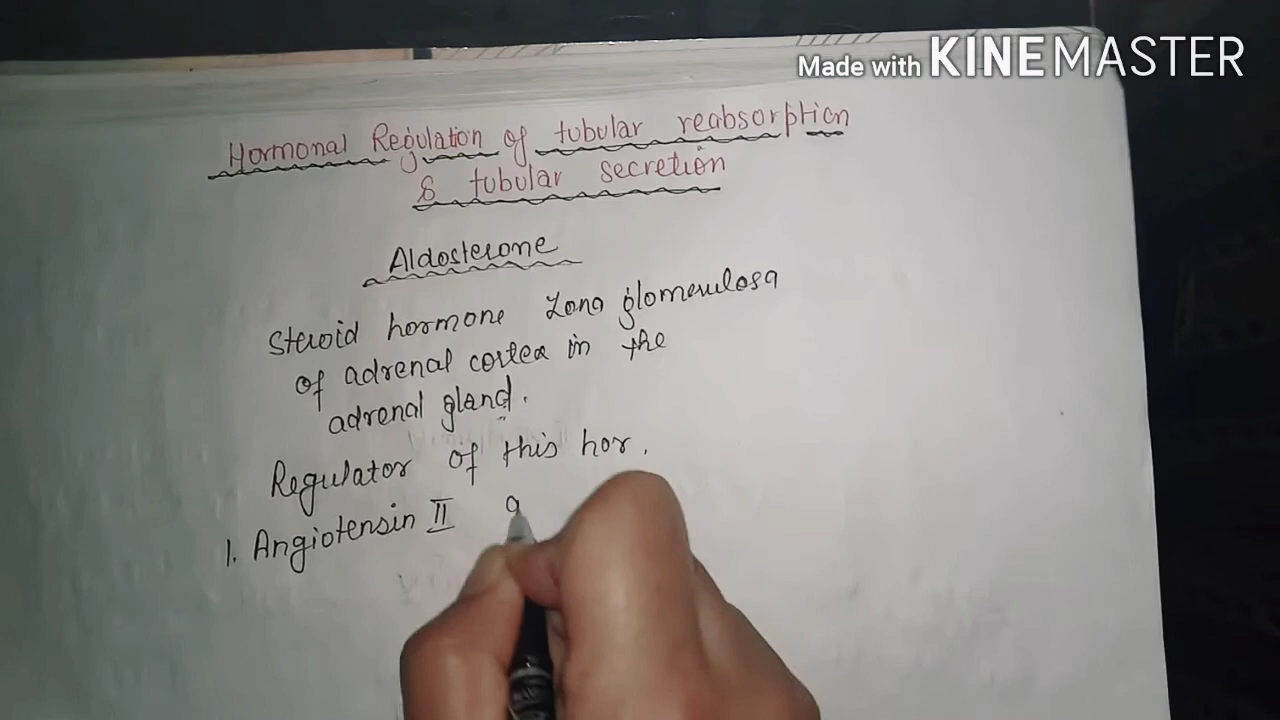 Made with KINEMASTER
Hormonal Regulation of tubular reabsorption
& tubular secretion
Aldosterone
Steroid hormone Zona glomerulosa
of adrenal cortex in the
adrenal gland.
Regulator of this hor.
1. Angiotensin II a